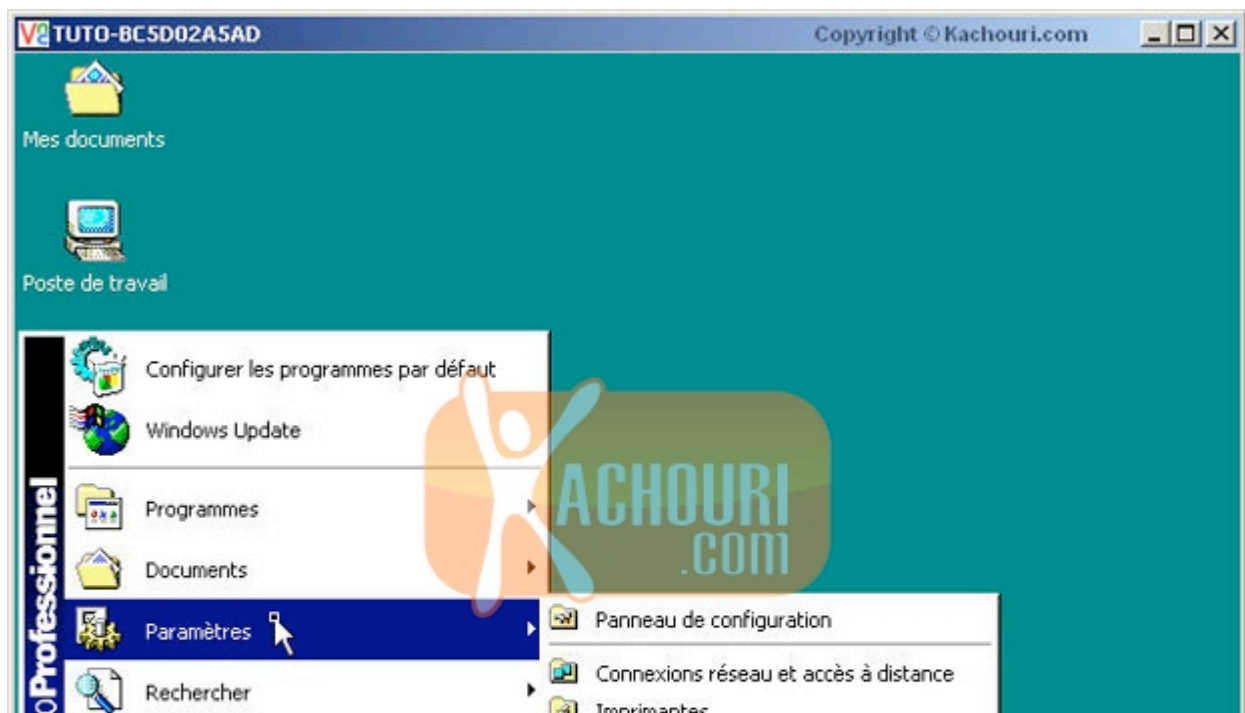 TUTO-BC5D02A5AD Copyright © Kachouri.com
Mes documents
Poste de travail
Configurer les programmes par défaut
Windows Update
Programmes
Documents
Paramètres
Rechercher
Professionnel
KACHOURI
.com
Panneau de configuration
Connexions réseau et accès à distance
Imprimantes